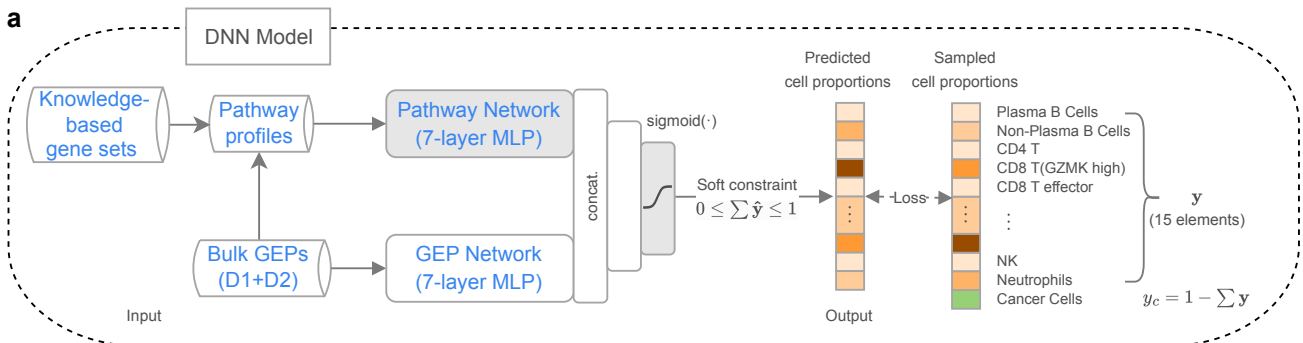 a
DNN Model
Knowledge-
based
gene sets
Pathway
profiles
Pathway Network
(7-layer MLP)
Bulk GEPs
(D1+D2)
GEP Network
(7-layer MLP)
Input
concat.
sigmoid(·)
Soft constraint
0 ≤ ∑ ŷ ≤ 1
Predicted
cell proportions
⋮
Output
Loss
Sampled
cell proportions
⋮
Plasma B Cells
Non-Plasma B Cells
CD4 T
CD8 T(GZMK high)
CD8 T effector
⋮
NK
Neutrophils
Cancer Cells
y
(15 elements)
y_c = 1 − ∑ y